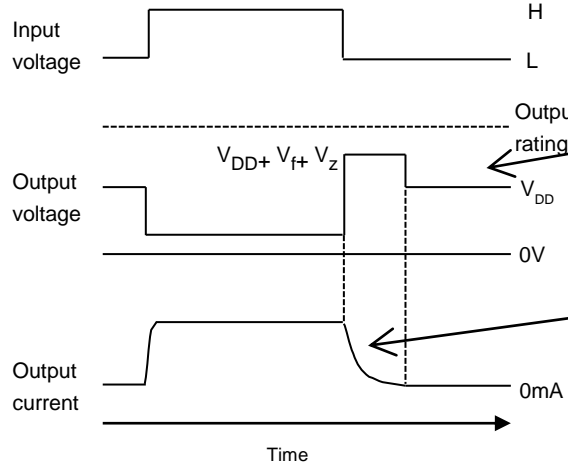 H
Input
voltage
L
Output
rating
V_DD+ V_f+ V_z
Output
voltage
V_DD
0V
Output
current
0mA
Time